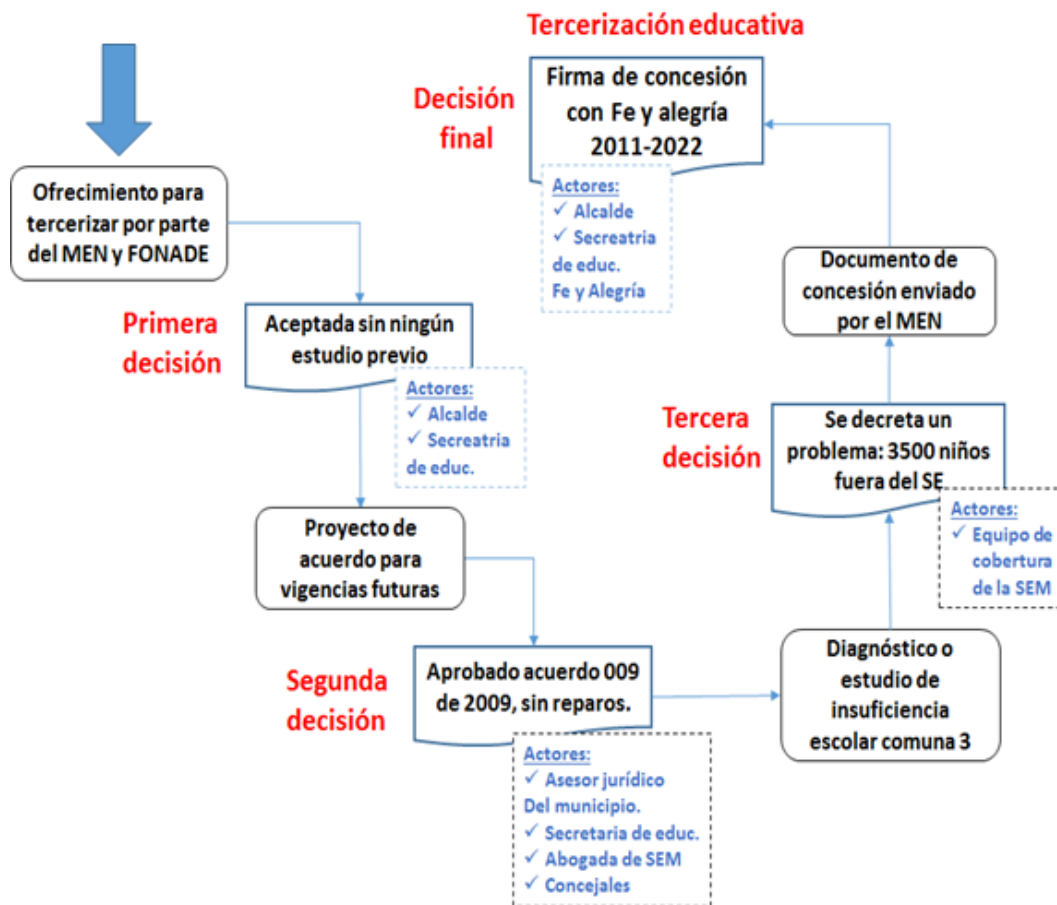 Ofrecimiento para
tercerizar por parte
del MEN y FONADE
Primera
decisión
Aceptada sin ningún
estudio previo
Actores:
✓ Alcalde
✓ Secreatria
de educ.
Proyecto de
acuerdo para
vigencias futuras
Segunda
decisión
Aprobado acuerdo 009
de 2009, sin reparos.
Actores:
✓ Asesor jurídico
Del municipio.
✓ Secretaria de educ.
✓ Abogada de SEM
✓ Concejales
Diagnóstico o
estudio de
insuficiencia
escolar comuna 3
Tercera
decisión
Se decreta un
problema: 3500 niños
fuera del SE
Actores:
✓ Equipo de
cobertura
de la SEM
Documento de
concesión enviado
por el MEN
Tercerización educativa
Decisión
final
Firma de concesión
con Fe y alegría
2011-2022
Actores:
✓ Alcalde
✓ Secreatria
de educ.
Fe y Alegría